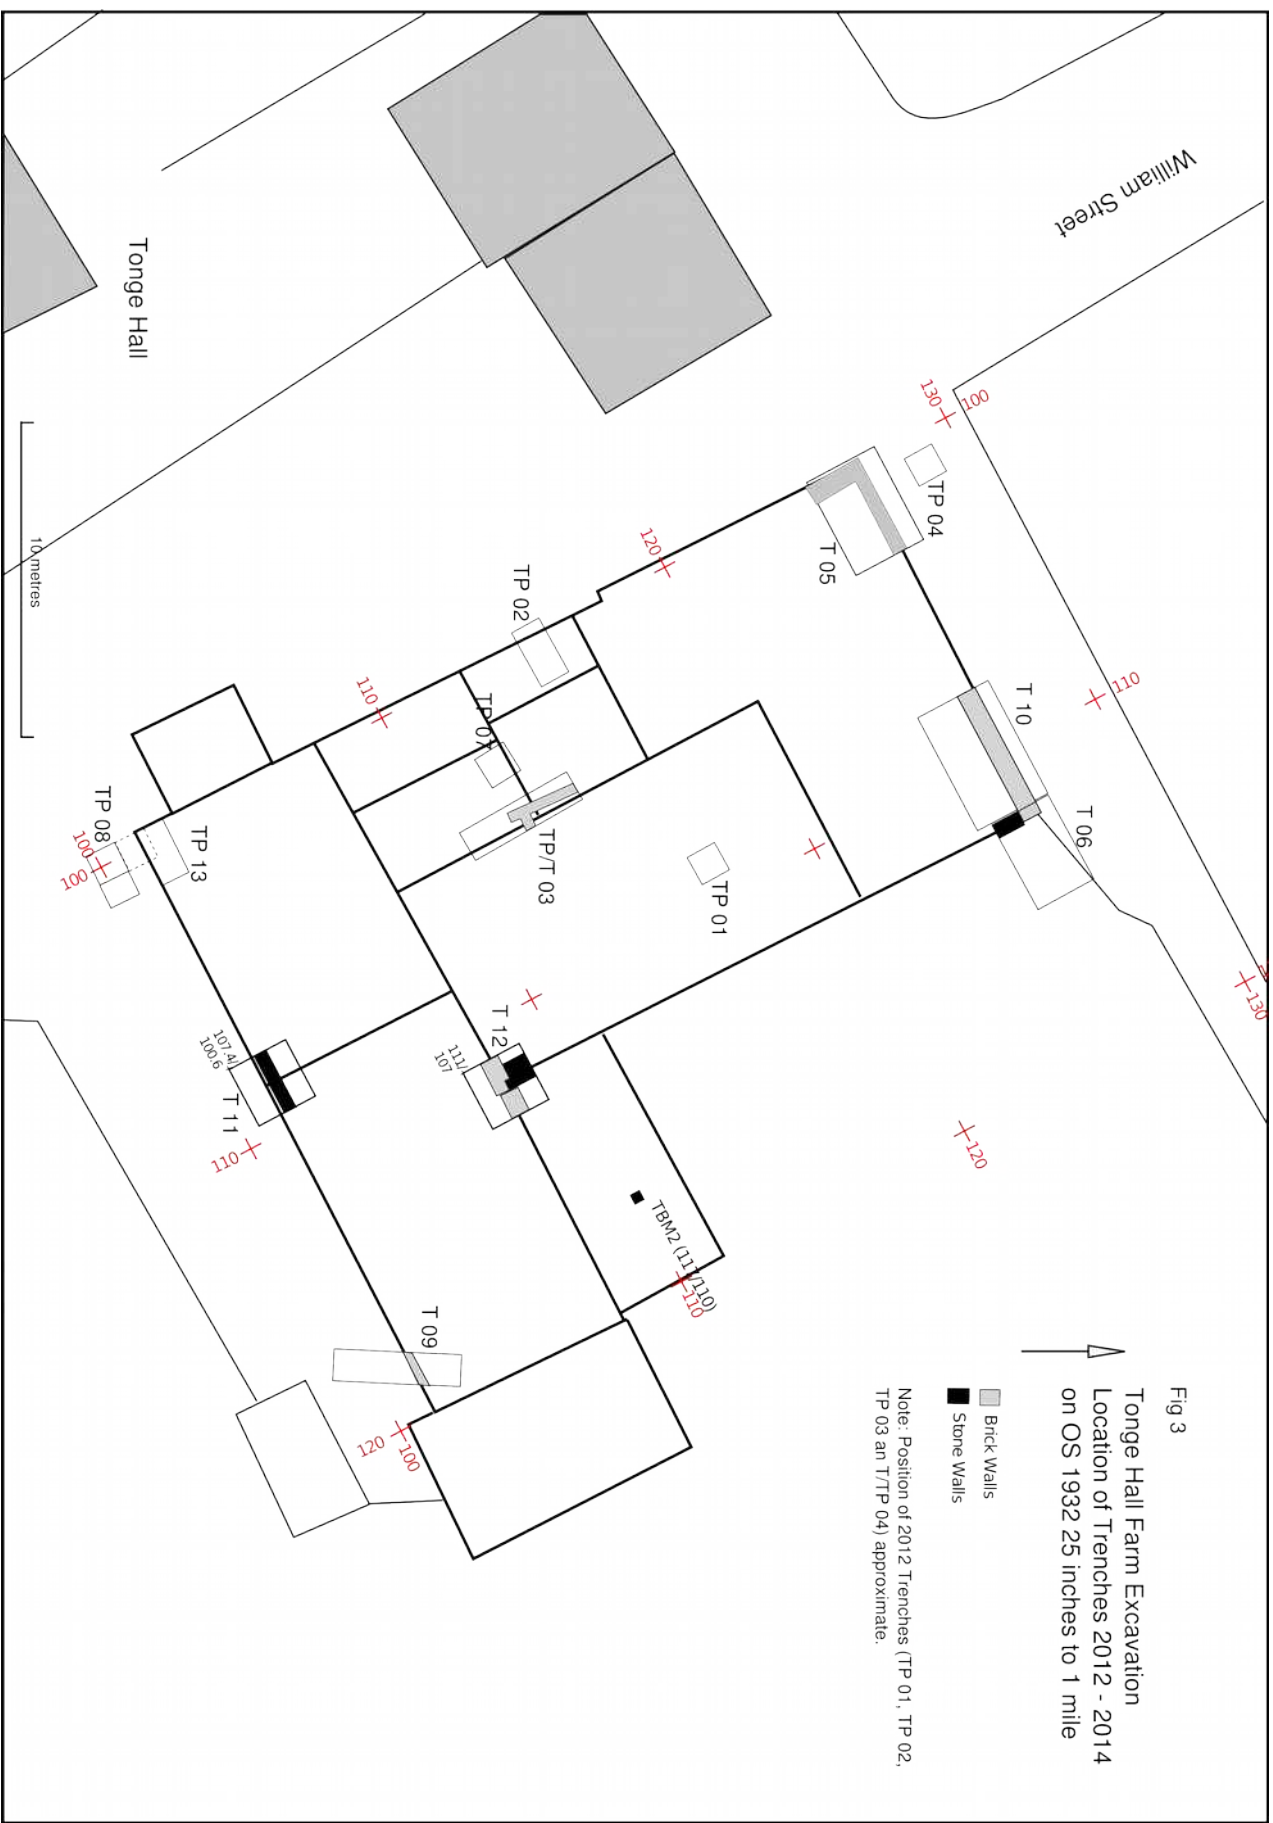 Fig 3
Tonge Hall Farm Excavation
Location of Trenches 2012 - 2014
on OS 1932 25 inches to 1 mile
Brick Walls
Stone Walls
Note: Position of 2012 Trenches (TP 01, TP 02,
TP 03 an T/TP 04) approximate.
William Street
Tonge Hall
10 metres
130
100
TP 04
T 05
120
TP 02
110
T 10
110
T 06
TP 07
TP/T 03
TP 01
TP 08
TP 13
100
100
130
T 12
111/
107
107.4/
100.6
T 11
110
120
TBM2 (111/110)
110
T 09
120
100